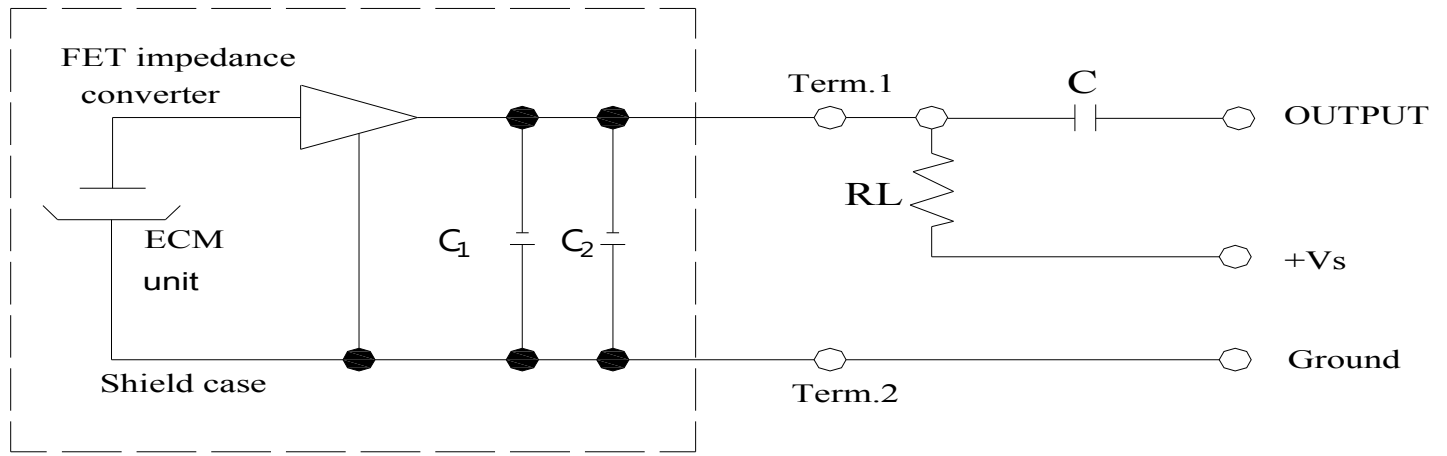 FET impedance
converter
Term.1
C
OUTPUT
RL
ECM
unit
C1
C2
+Vs
Shield case
Term.2
Ground